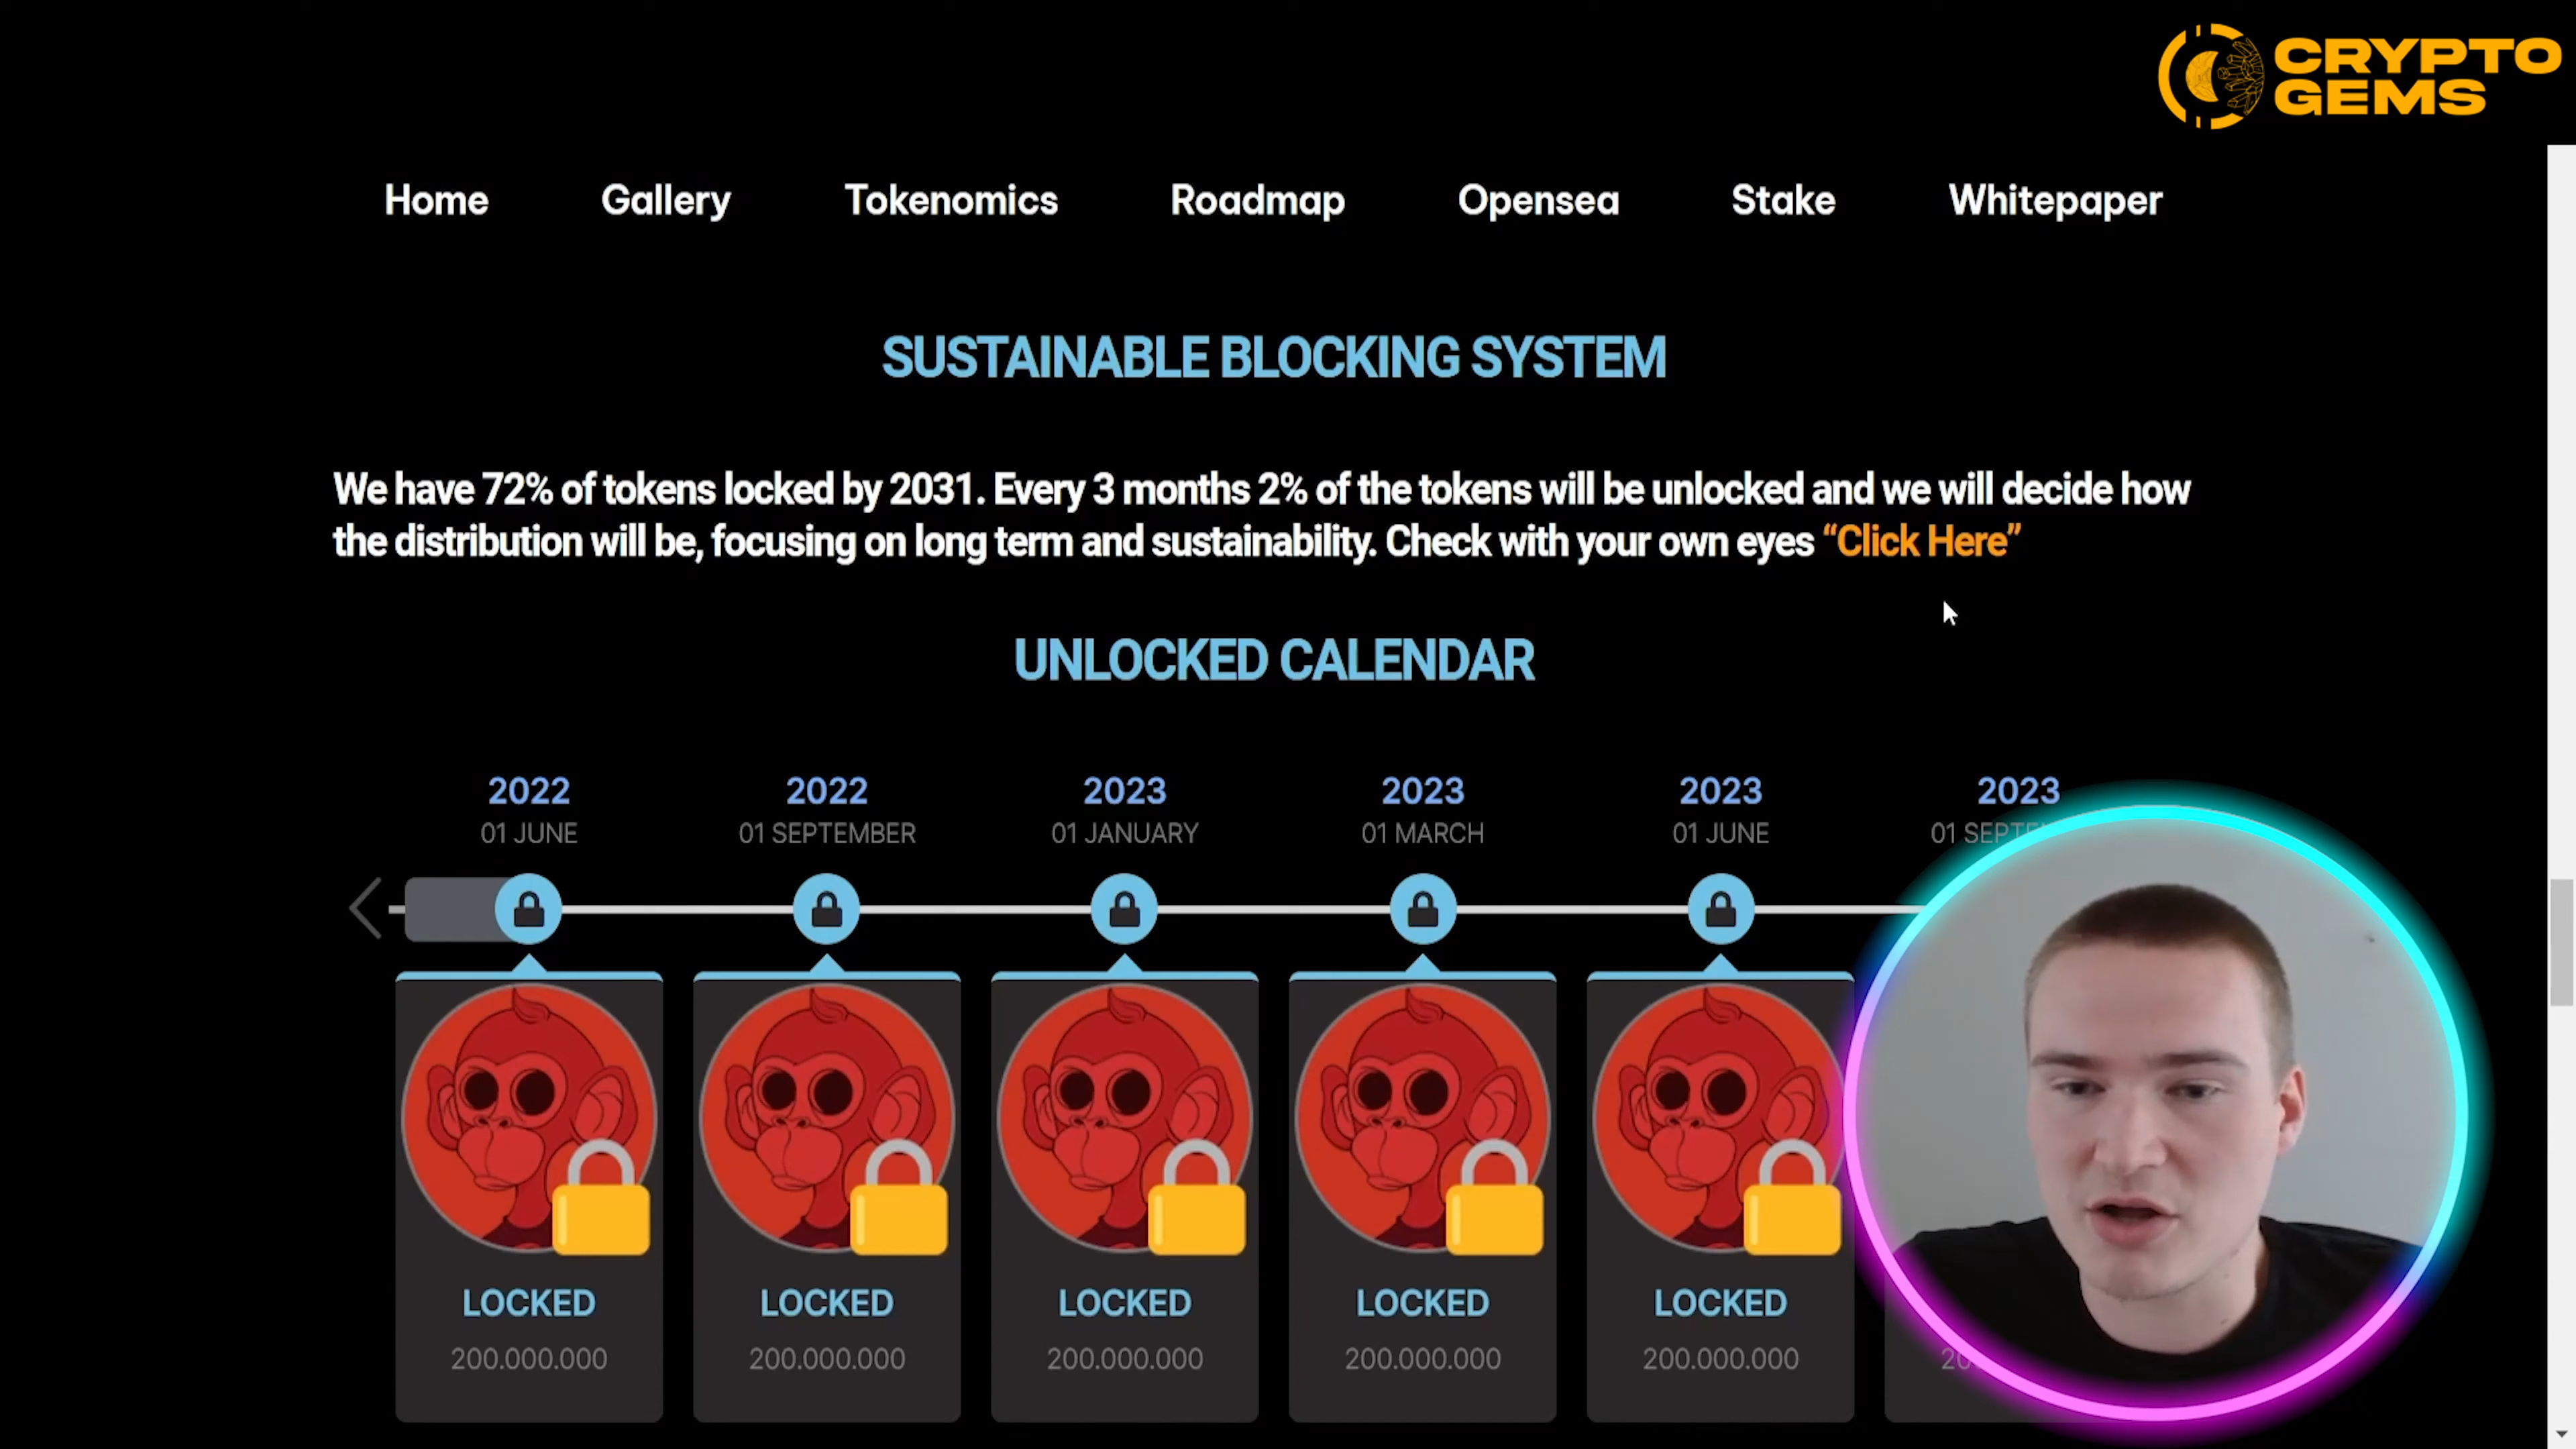 CRYPTO
GEMS
Home Gallery Tokenomics Roadmap Opensea Stake Whitepaper
SUSTAINABLE BLOCKING SYSTEM
We have 72% of tokens locked by 2031. Every 3 months 2% of the tokens will be unlocked and we will decide how
the distribution will be, focusing on long term and sustainability. Check with your own eyes “Click Here”
UNLOCKED CALENDAR
2022 2022 2023 2023 2023 2023
01 JUNE 01 SEPTEMBER 01 JANUARY 01 MARCH 01 JUNE 01
LOCKED LOCKED LOCKED LOCKED LOCKED
200.000.000 200.000.000 200.000.000 200.000.000 200.000.000